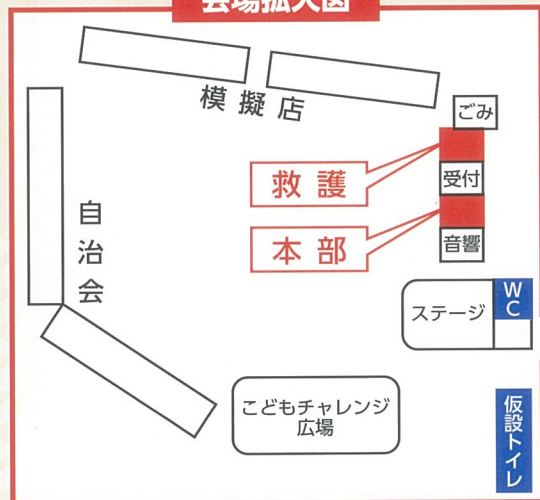 会場拡大図
模擬店
ごみ
救護
受付
本部
音響
自治会
ステージ
WC
こどもチャレンジ
広場
仮設トイレ